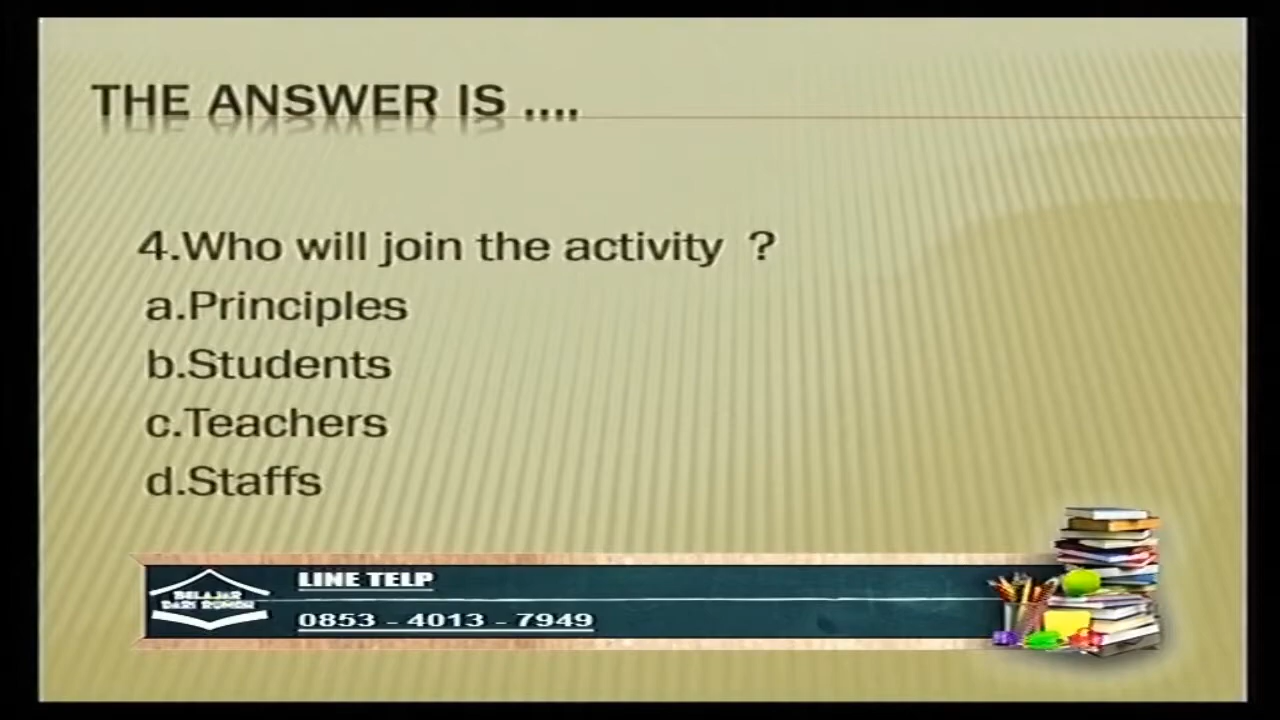 THE ANSWER IS ....
4.Who will join the activity ?
a.Principles
b.Students
c.Teachers
d.Staffs
LINE TELP
BELAJAR
DARI RUMAH
0853 - 4013 - 7949